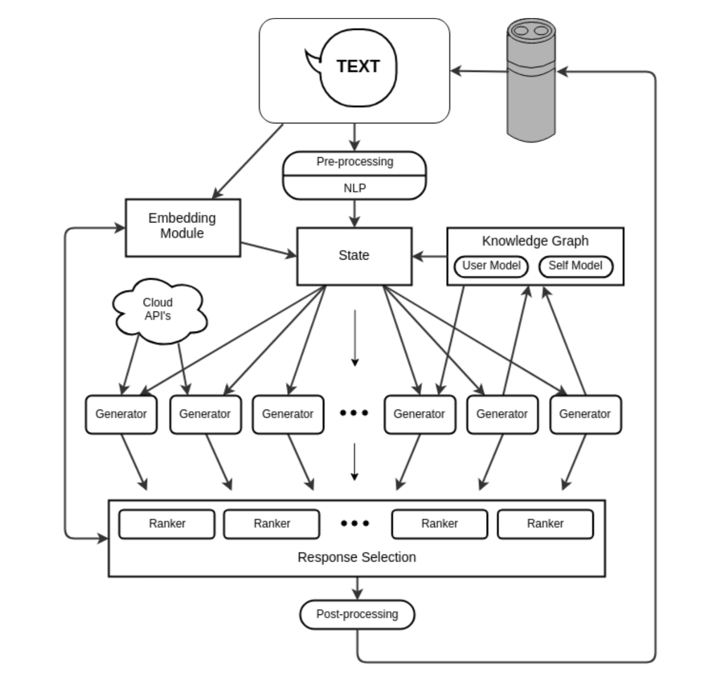 TEXT
Pre-processing
NLP
Embedding
Module
State
Knowledge Graph
User Model
Self Model
Cloud
API's
Generator
Generator
Generator
Generator
Generator
Generator
Ranker
Ranker
Ranker
Ranker
Response Selection
Post-processing